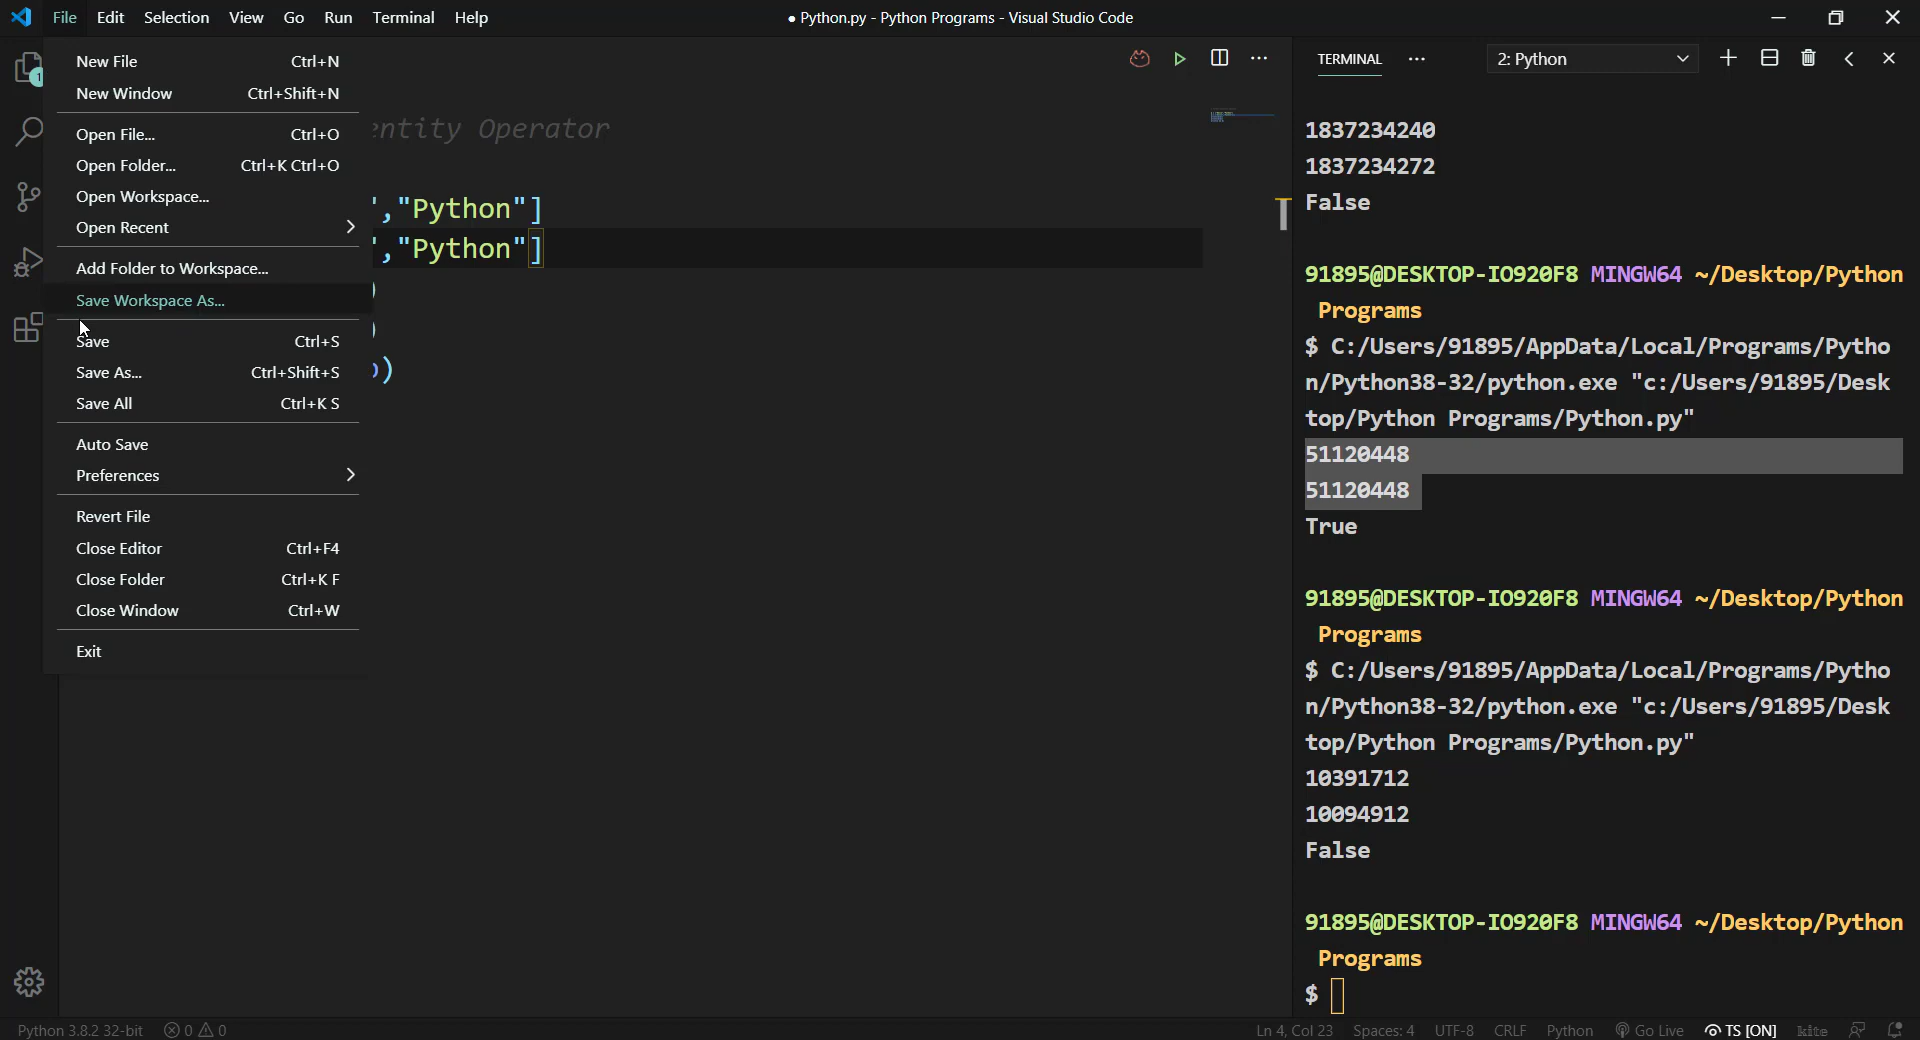 File Edit Selection View Go Run Terminal Help
● Python.py - Python Programs - Visual Studio Code
New File Ctrl+N
New Window Ctrl+Shift+N
Open File... Ctrl+O
Open Folder... Ctrl+K Ctrl+O
Open Workspace...
Open Recent
Add Folder to Workspace...
Save Workspace As...
Save Ctrl+S
Save As... Ctrl+Shift+S
Save All Ctrl+K S
Auto Save
Preferences
Revert File
Close Editor Ctrl+F4
Close Folder Ctrl+K F
Close Window Ctrl+W
Exit
1
entity Operator
","Python"]
","Python"]
)
)
))
TERMINAL
2: Python
1837234240
1837234272
False
91895@DESKTOP-IO920F8 MINGW64 ~/Desktop/Python
Programs
$ C:/Users/91895/AppData/Local/Programs/Pytho
n/Python38-32/python.exe "c:/Users/91895/Desk
top/Python Programs/Python.py"
51120448
51120448
True
91895@DESKTOP-IO920F8 MINGW64 ~/Desktop/Python
Programs
$ C:/Users/91895/AppData/Local/Programs/Pytho
n/Python38-32/python.exe "c:/Users/91895/Desk
top/Python Programs/Python.py"
10391712
10094912
False
91895@DESKTOP-IO920F8 MINGW64 ~/Desktop/Python
Programs
$
Python 3.8.2 32-bit 0 0
Ln 4, Col 23 Spaces: 4 UTF-8 CRLF Python Go Live TS [ON] kite